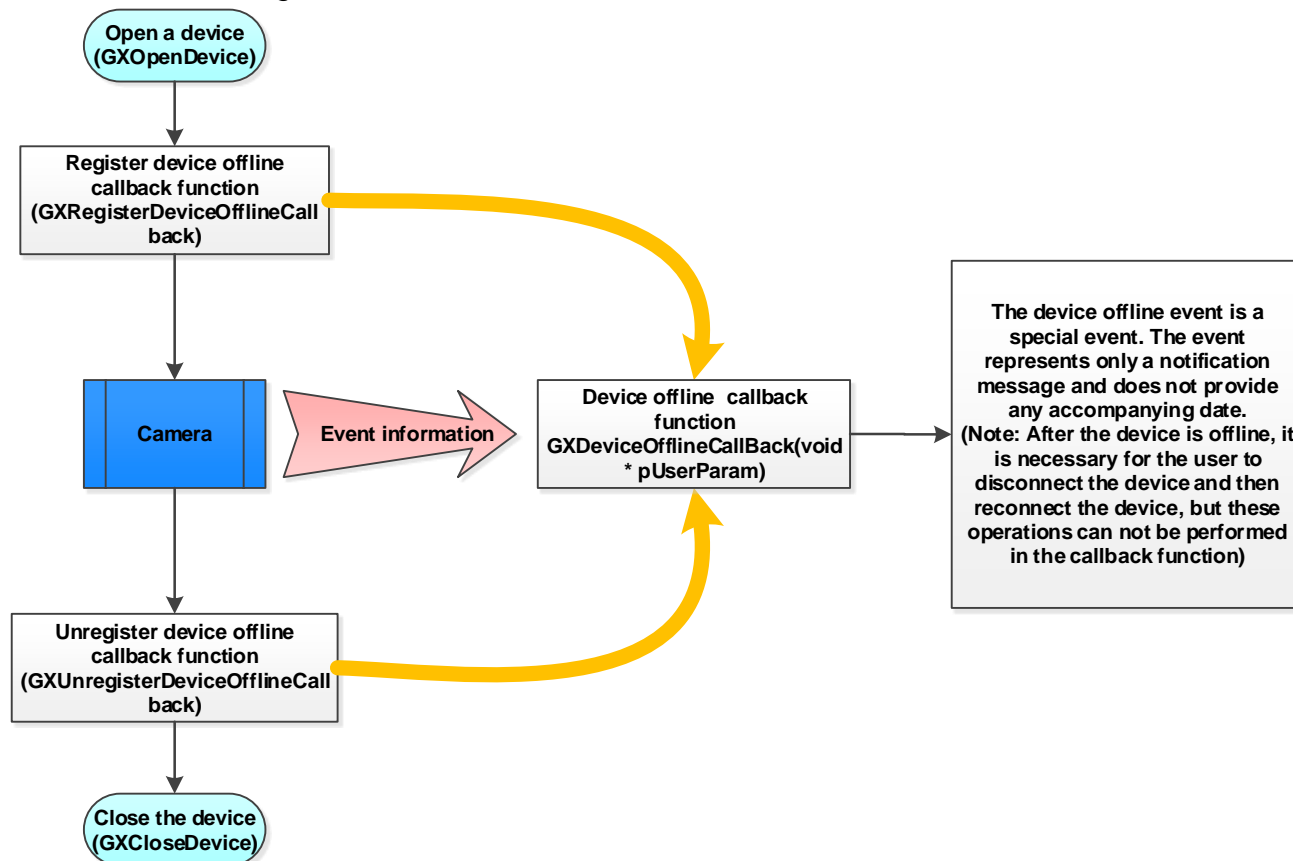 Open a device
(GXOpenDevice)
Register device offline
callback function
(GXRegisterDeviceOfflineCall
back)
Camera
Event information
Device offline callback
function
GXDeviceOfflineCallBack(void
* pUserParam)
The device offline event is a
special event. The event
represents only a notification
message and does not provide
any accompanying date.
(Note: After the device is offline, it
is necessary for the user to
disconnect the device and then
reconnect the device, but these
operations can not be performed
in the callback function)
Unregister device offline
callback function
(GXUnregisterDeviceOfflineCall
back)
Close the device
(GXCloseDevice)